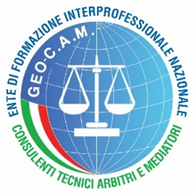 ENTE DI FORMAZIONE INTERPROFESSIONALE NAZIONALE
GEO-C.A.M.
CONSULENTI TECNICI ARBITRI E MEDIATORI